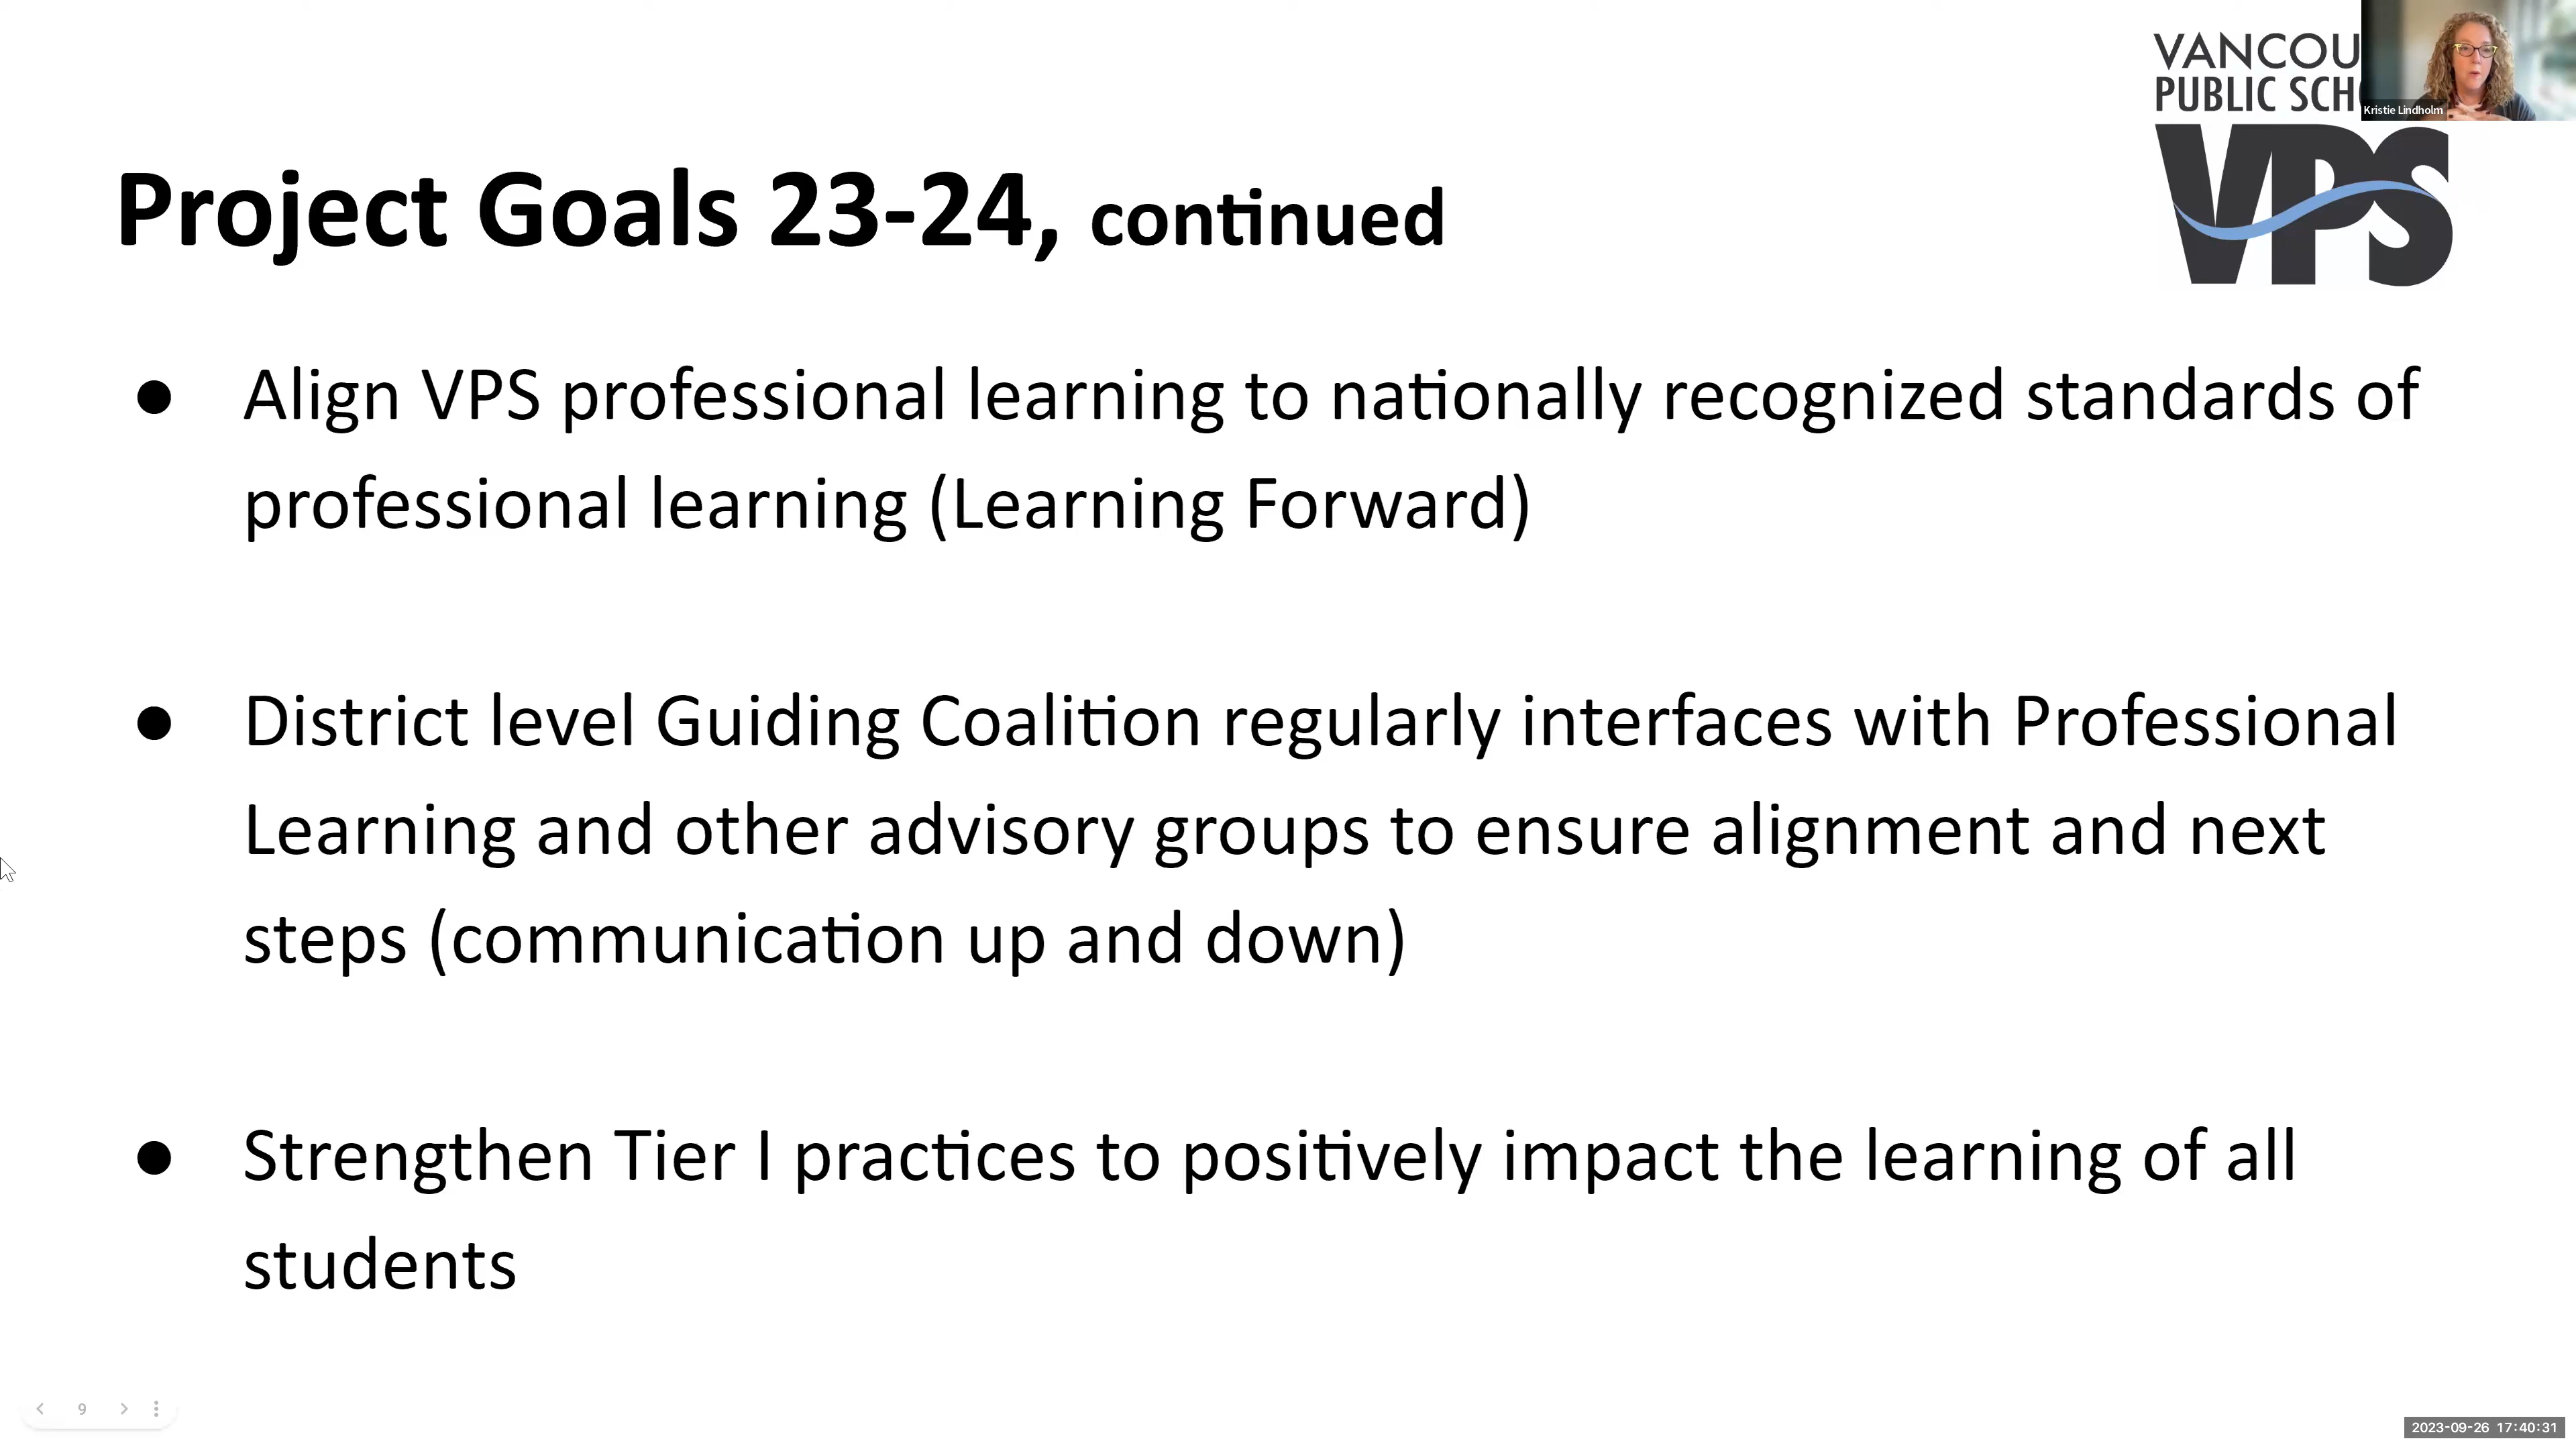 VANCOU
PUBLIC SCH
Kristie Lindholm
VPS
Project Goals 23-24, continued
● Align VPS professional learning to nationally recognized standards of
professional learning (Learning Forward)
● District level Guiding Coalition regularly interfaces with Professional
Learning and other advisory groups to ensure alignment and next
steps (communication up and down)
● Strengthen Tier I practices to positively impact the learning of all
students
9
2023-09-26 17:40:31